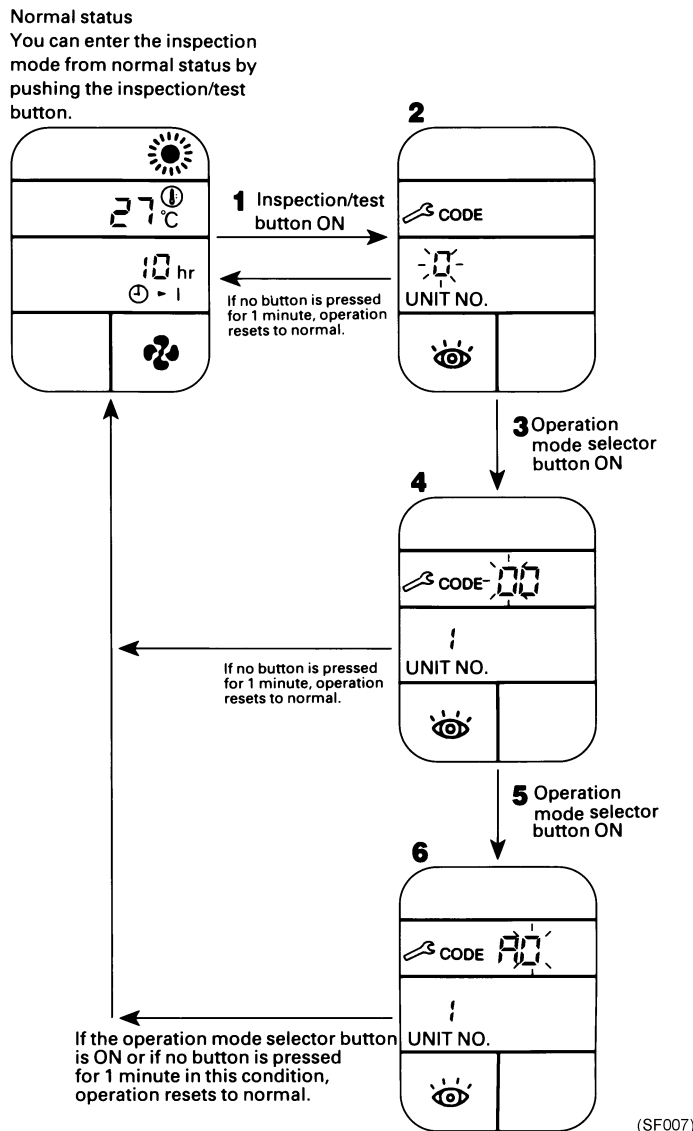 Normal status
You can enter the inspection
mode from normal status by
pushing the inspection/test
button.
27°C
10 hr
- 1
1 Inspection/test
button ON
If no button is pressed
for 1 minute, operation
resets to normal.
2
CODE
0
UNIT NO.
3 Operation
mode selector
button ON
4
CODE 00
1
UNIT NO.
If no button is pressed
for 1 minute, operation
resets to normal.
5 Operation
mode selector
button ON
6
CODE A0
1
UNIT NO.
If the operation mode selector button
is ON or if no button is pressed
for 1 minute in this condition,
operation resets to normal.
(SF007)